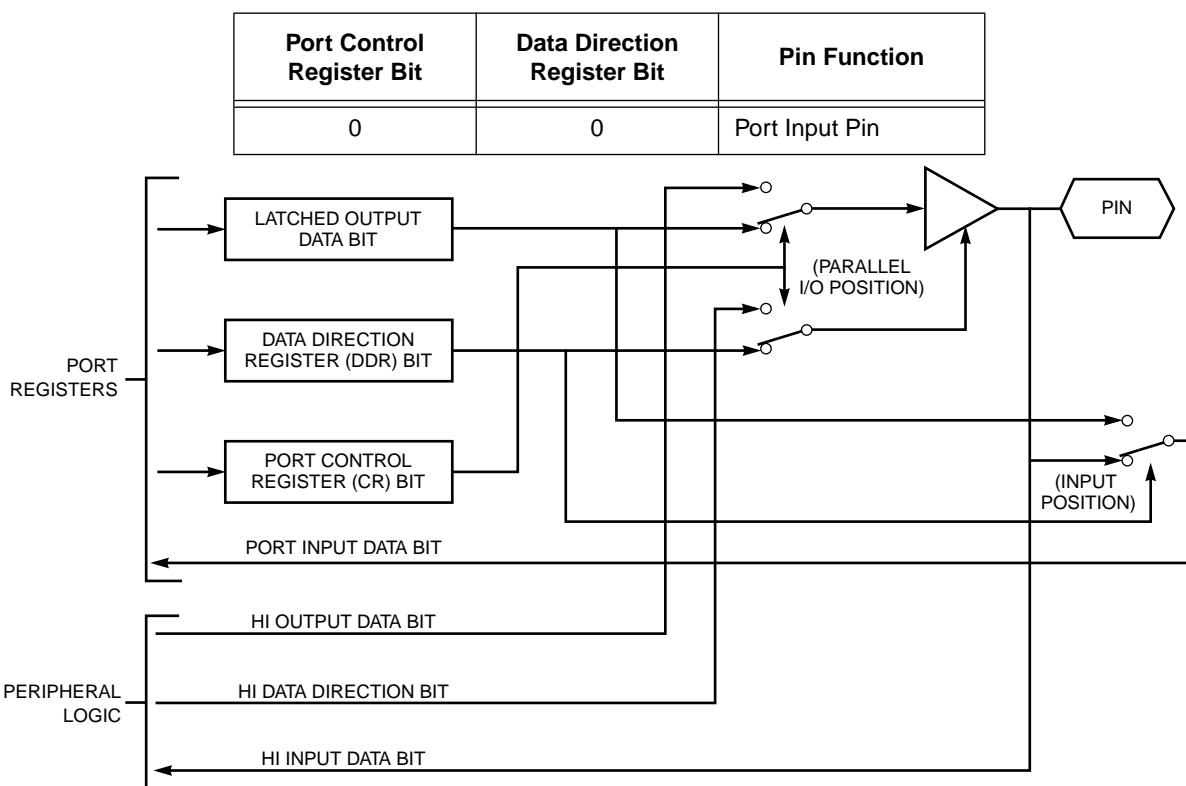 Port Control
Register Bit
Data Direction
Register Bit
Pin Function
0
0
Port Input Pin
LATCHED OUTPUT
DATA BIT
PIN
(PARALLEL
I/O POSITION)
DATA DIRECTION
REGISTER (DDR) BIT
PORT
REGISTERS
PORT CONTROL
REGISTER (CR) BIT
(INPUT
POSITION)
PORT INPUT DATA BIT
HI OUTPUT DATA BIT
PERIPHERAL
LOGIC
HI DATA DIRECTION BIT
HI INPUT DATA BIT